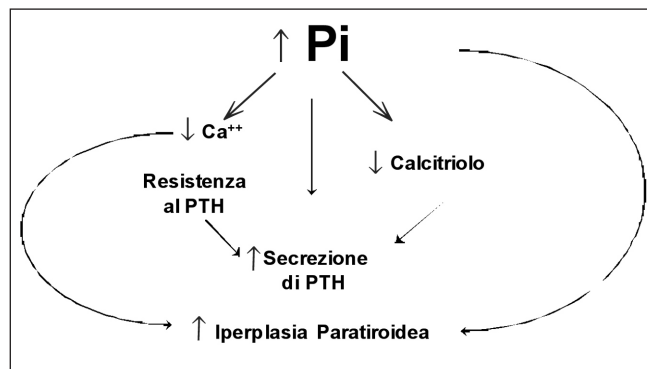 ↑ Pi
↓ Ca++
↓ Calcitriolo
Resistenza
al PTH
↑ Secrezione
di PTH
↑ Iperplasia Paratiroidea